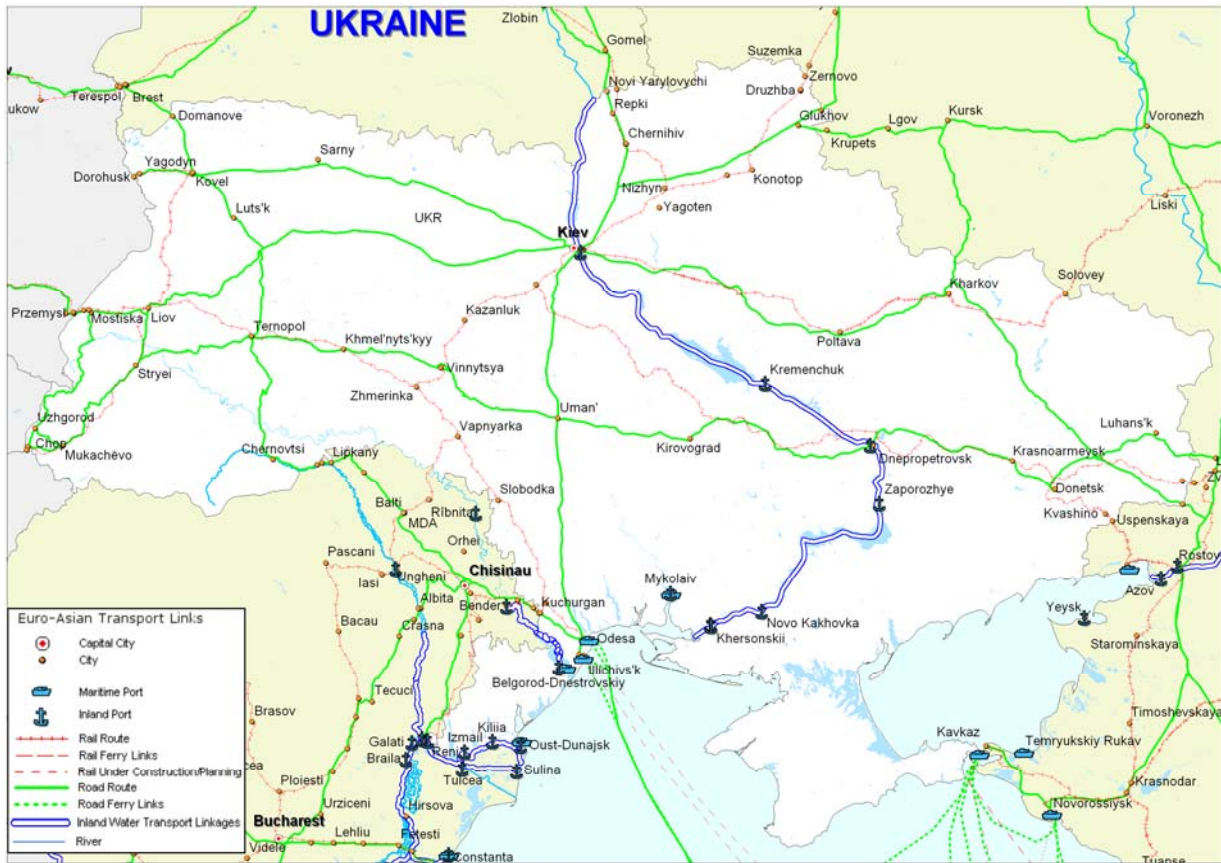 UKRAINE
Zlobin
Gomel
Suzemka
Zernovo
Terespol
Brest
Novi Yarylovychi
Druzhba
ukow
Repki
Domanove
Chernihiv
Glukhov
Lgov
Kursk
Voronezh
Krupets
Yagodyn
Sarny
Dorohusk
Kovel
Nizhyn
Konotop
Yagoten
Liski
Luts'k
UKR
Kiev
Solovey
Kharkov
Przemysl
Mostiska
Liov
Kazanluk
Ternopol
Khmel'nyts'kyy
Poltava
Stryei
Vinnytsya
Kremenchuk
Zhmerinka
Uzhgorod
Uman'
Vapnyarka
Luhans'k
Chop
Kirovograd
Mukachëvo
Chernovtsi
Lipkany
Dnepropetrovsk
Krasnoarmeysk
Slobodka
Zaporozhye
Donetsk
Balti
Rîbnita
MDA
Kvashino
Uspenskaya
Orhei
Pascani
Iasi
Ungheni
Chisinau
Mykolaiv
Rostov
Azov
Albita
Bender
Kuchurgan
Yeysk
Novo Kakhovka
Bacau
Crasna
Khersonskii
Odesa
Starominskaya
Illichivs'k
Belgorod-Dnestrovskiy
Tecuci
Brasov
Timoshevskaya
Kiliia
Izmail
Galati
Reni
Oust-Dunajsk
Kavkaz
Temryukskiy Rukav
Braila
Tulcea
Sulina
Ploiesti
Krasnodar
Urziceni
Hirsova
Novorossiysk
Bucharest
Lehliu
Fetesti
Videle
Constanta
Tuapse
Euro-Asian Transport Links
Capital City
City
Maritime Port
Inland Port
Rail Route
Rail Ferry Links
Rail Under Construction/Planning
Road Route
Road Ferry Links
Inland Water Transport Linkages
River